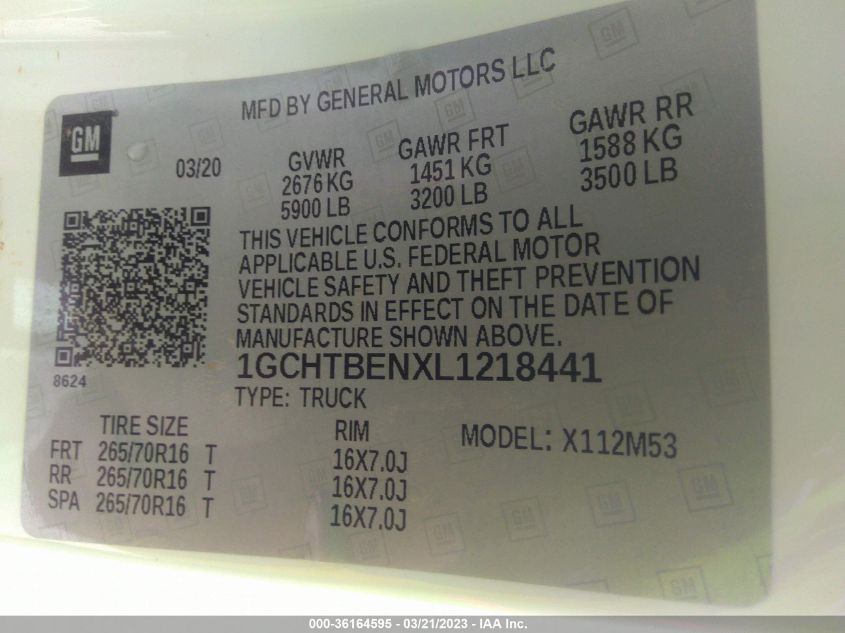 MFD BY GENERAL MOTORS LLC
GM
03/20
GVWR GAWR FRT GAWR RR
2676 KG 1451 KG 1588 KG
5900 LB 3200 LB 3500 LB
THIS VEHICLE CONFORMS TO ALL
APPLICABLE U.S. FEDERAL MOTOR
VEHICLE SAFETY AND THEFT PREVENTION
STANDARDS IN EFFECT ON THE DATE OF
MANUFACTURE SHOWN ABOVE.
8624
1GCHTBENXL1218441
TYPE: TRUCK
TIRE SIZE RIM MODEL: X112M53
FRT 265/70R16 T 16X7.0J
RR 265/70R16 T 16X7.0J
SPA 265/70R16 T 16X7.0J
000-36164595 - 03/21/2023 - IAA Inc.